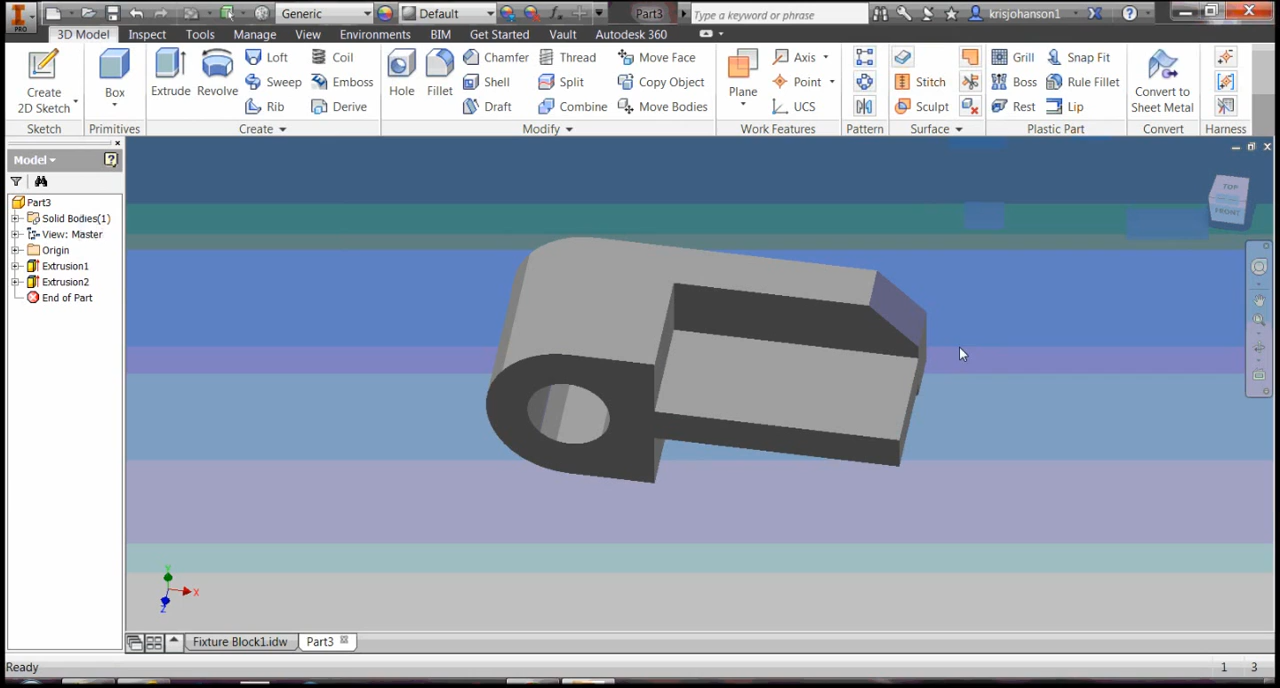 Generic Default Part3 Type a keyword or phrase krisjohanson1
PRO 3D Model Inspect Tools Manage View Environments BIM Get Started Vault Autodesk 360
Create 2D Sketch Box Extrude Revolve Loft Coil Hole Fillet Chamfer Thread Move Face Plane Axis Grill Snap Fit Convert to Sheet Metal
Sweep Emboss Shell Split Copy Object Point Stitch Boss Rule Fillet
Rib Derive Draft Combine Move Bodies UCS Sculpt Rest Lip
Sketch Primitives Create Modify Work Features Pattern Surface Plastic Part Convert Harness
Model
Part3
Solid Bodies(1)
View: Master
Origin
Extrusion1
Extrusion2
End of Part
TOP
FRONT
Y
X
Z
Fixture Block1.idw Part3
Ready 1 3